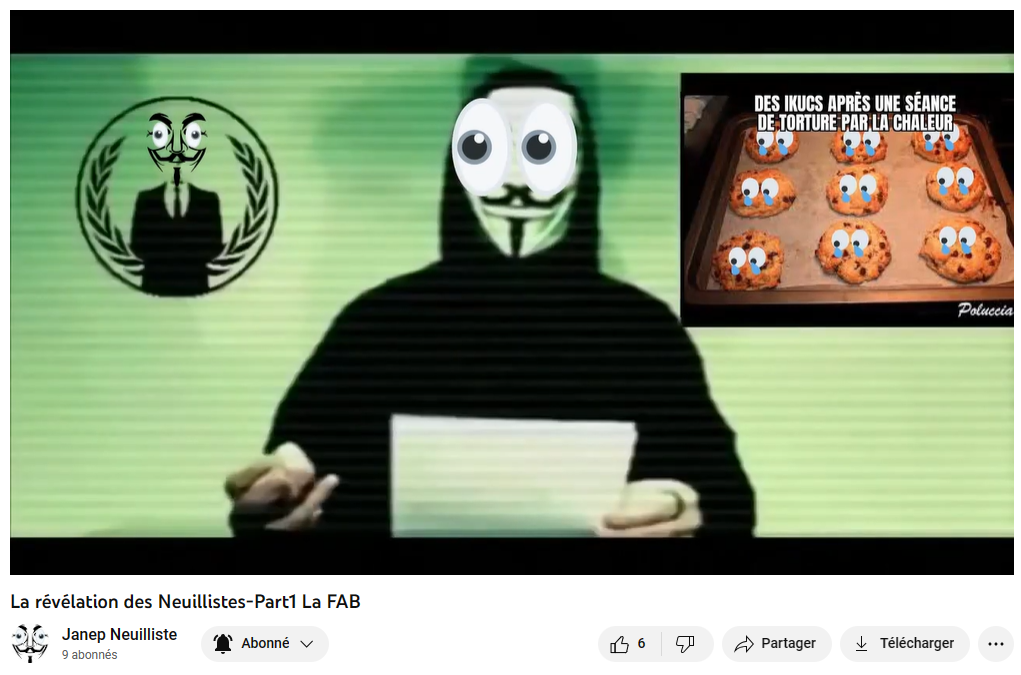 DES IKUCS APRÈS UNE SÉANCE
DE TORTURE PAR LA CHALEUR
Poluccia
La révélation des Neuillistes-Part1 La FAB
Janep Neuilliste
9 abonnés
Abonné
6
Partager
Télécharger